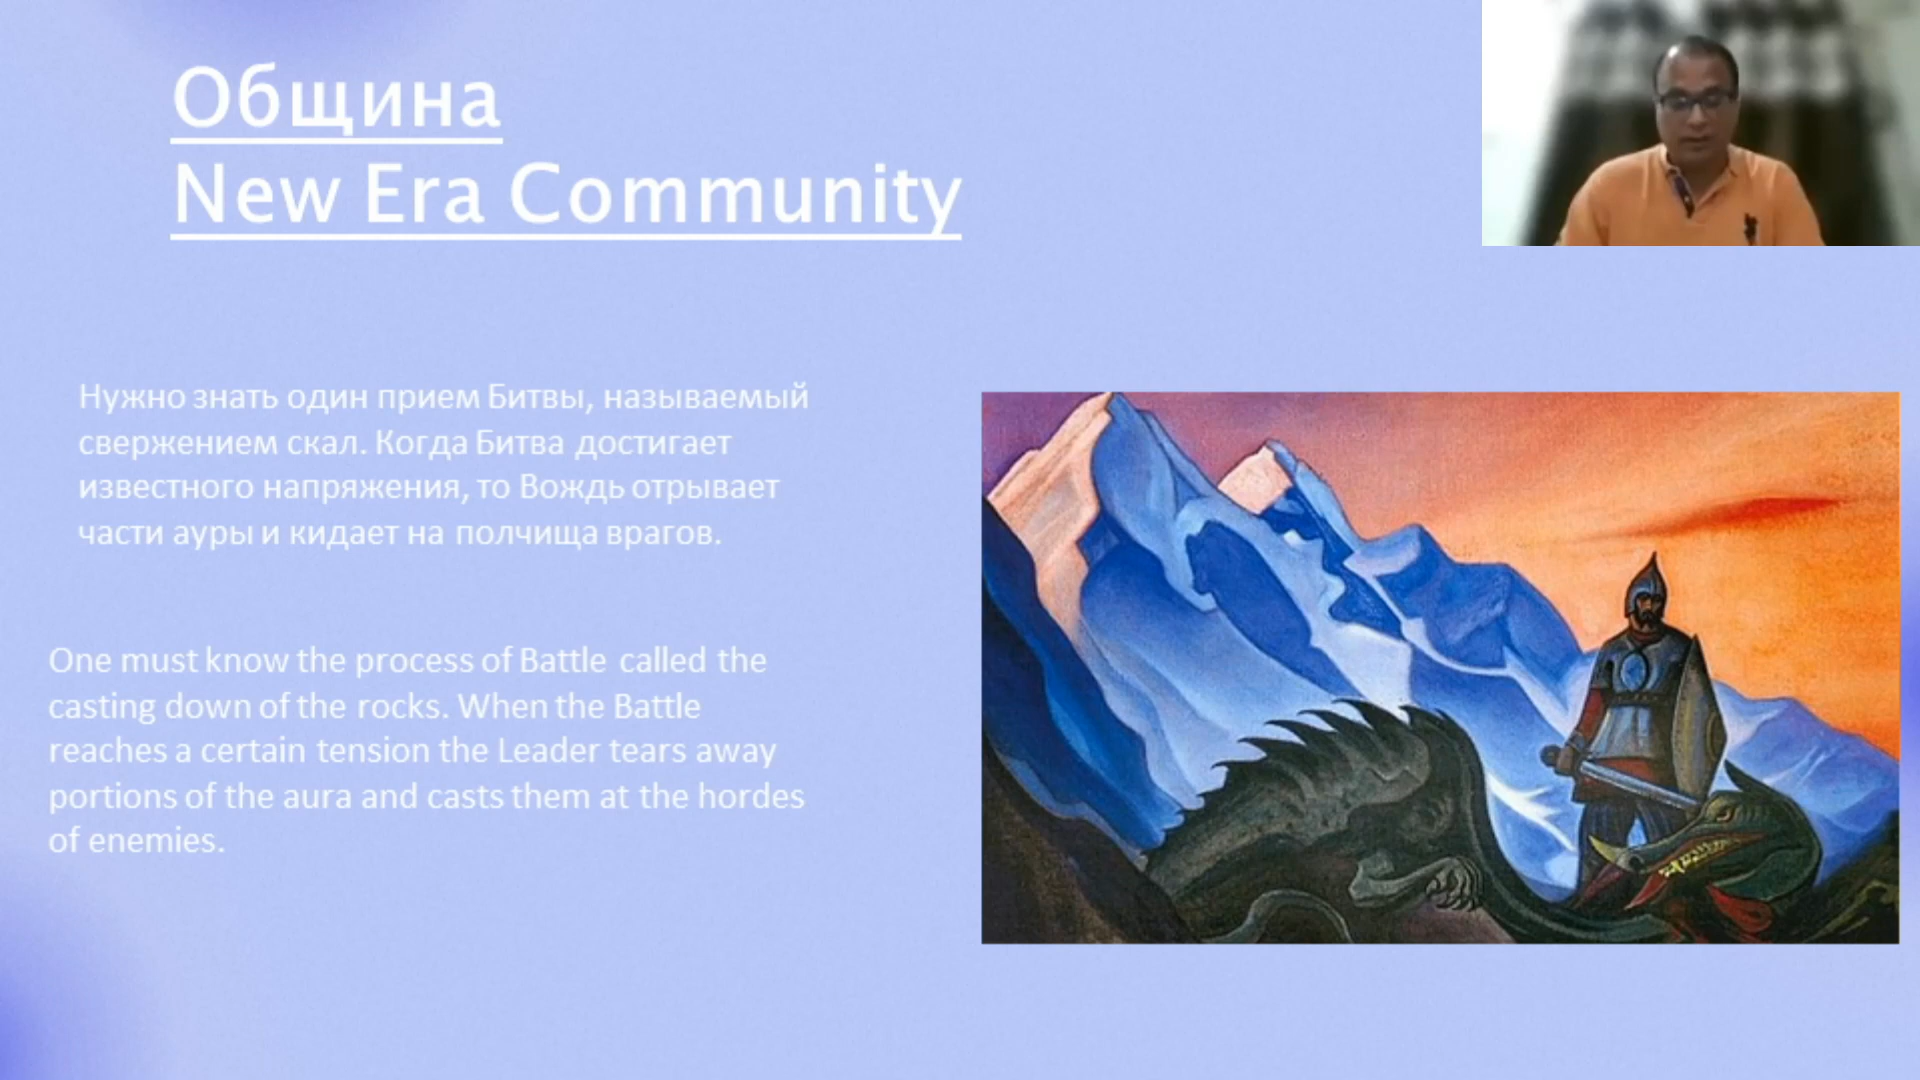 Община
New Era Community
Нужно знать один прием Битвы, называемый
свержением скал. Когда Битва достигает
известного напряжения, то Вождь отрывает
части ауры и кидает на полчища врагов.
One must know the process of Battle called the
casting down of the rocks. When the Battle
reaches a certain tension the Leader tears away
portions of the aura and casts them at the hordes
of enemies.